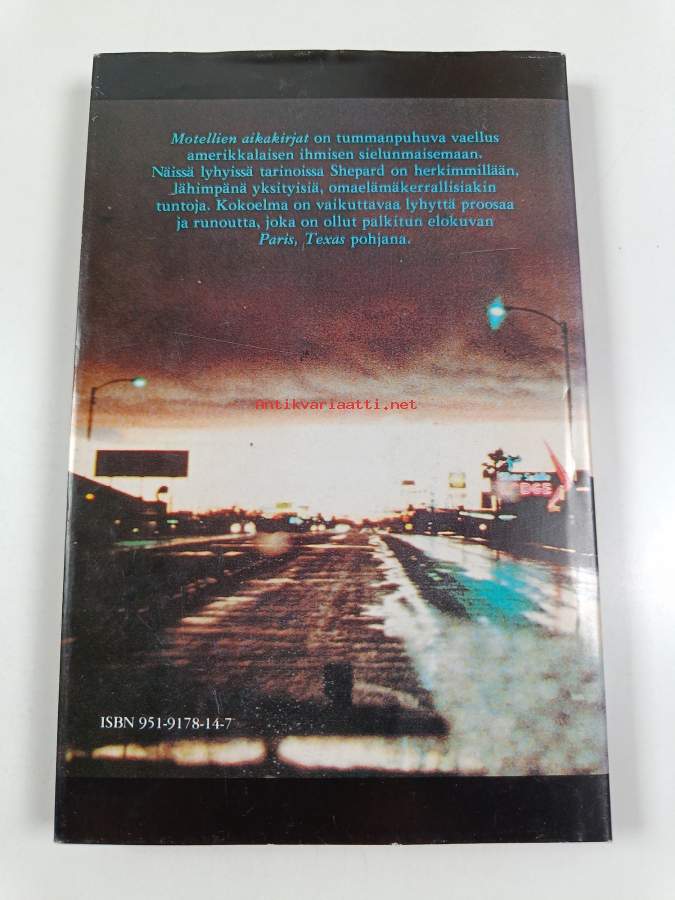 Motellien aikakirjat on tummanpuhuva vaellus
amerikkalaisen ihmisen sielunmaisemaan.
Näissä lyhyissä tarinoissa Shepard on herkimmillään,
lähimpänä yksityisiä, omaelämäkerrallisiakin
tuntoja. Kokoelma on vaikuttavaa lyhyttä proosaa
ja runoutta, joka on ollut palkitun elokuvan
Paris, Texas pohjana.
Antikvariaatti.net
ISBN 951-9178-14-7